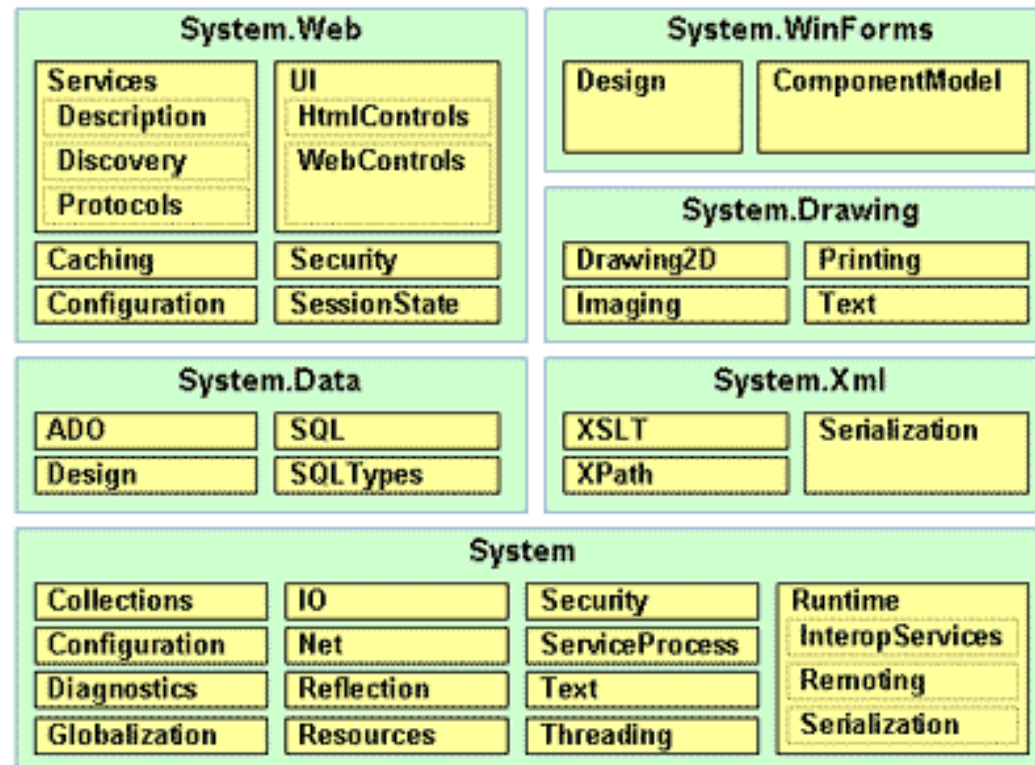 System.Web
Services
Description
Discovery
Protocols
UI
HtmlControls
WebControls
Caching
Security
Configuration
SessionState
System.WinForms
Design
ComponentModel
System.Drawing
Drawing2D
Printing
Imaging
Text
System.Data
ADO
SQL
Design
SQLTypes
System.Xml
XSLT
Serialization
XPath
System
Collections
Configuration
Diagnostics
Globalization
IO
Net
Reflection
Resources
Security
ServiceProcess
Text
Threading
Runtime
InteropServices
Remoting
Serialization